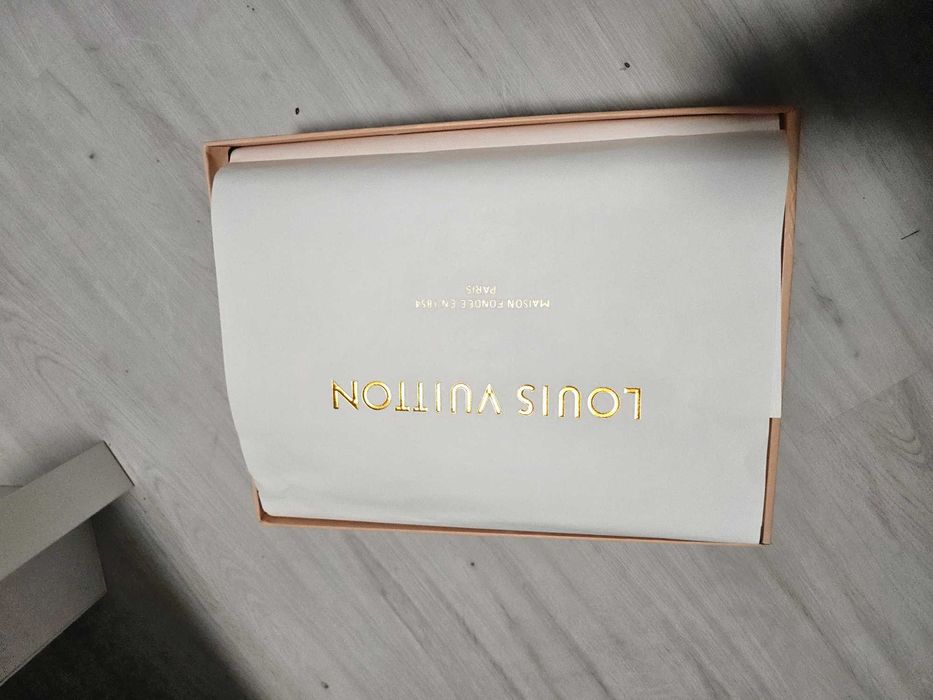 LOUIS VUITTON
MAISON FONDÉE EN 1854
PARIS